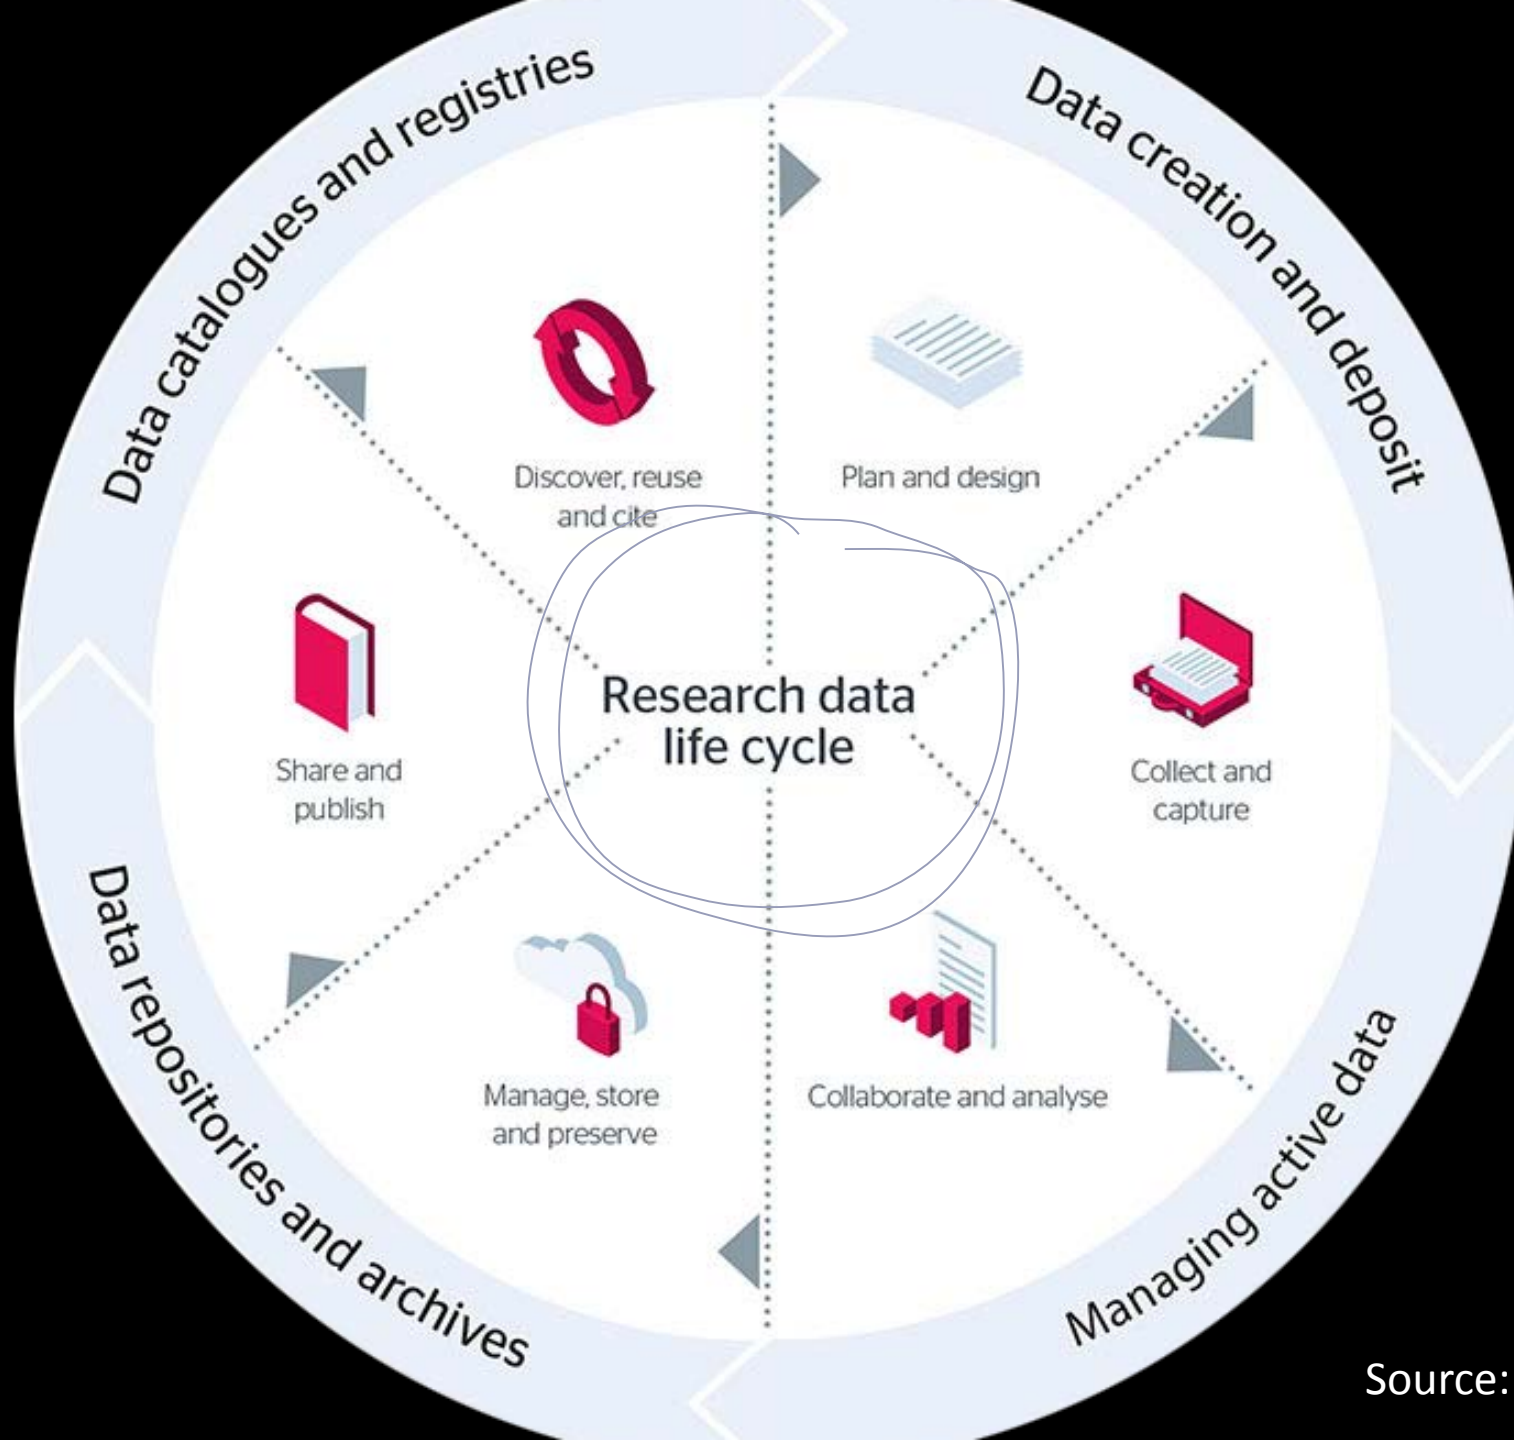 Data catalogues and registries
Data creation and deposit
Discover, reuse
and cite
Plan and design
Research data
life cycle
Share and
publish
Collect and
capture
Manage, store
and preserve
Collaborate and analyse
Data repositories and archives
Managing active data
Source: